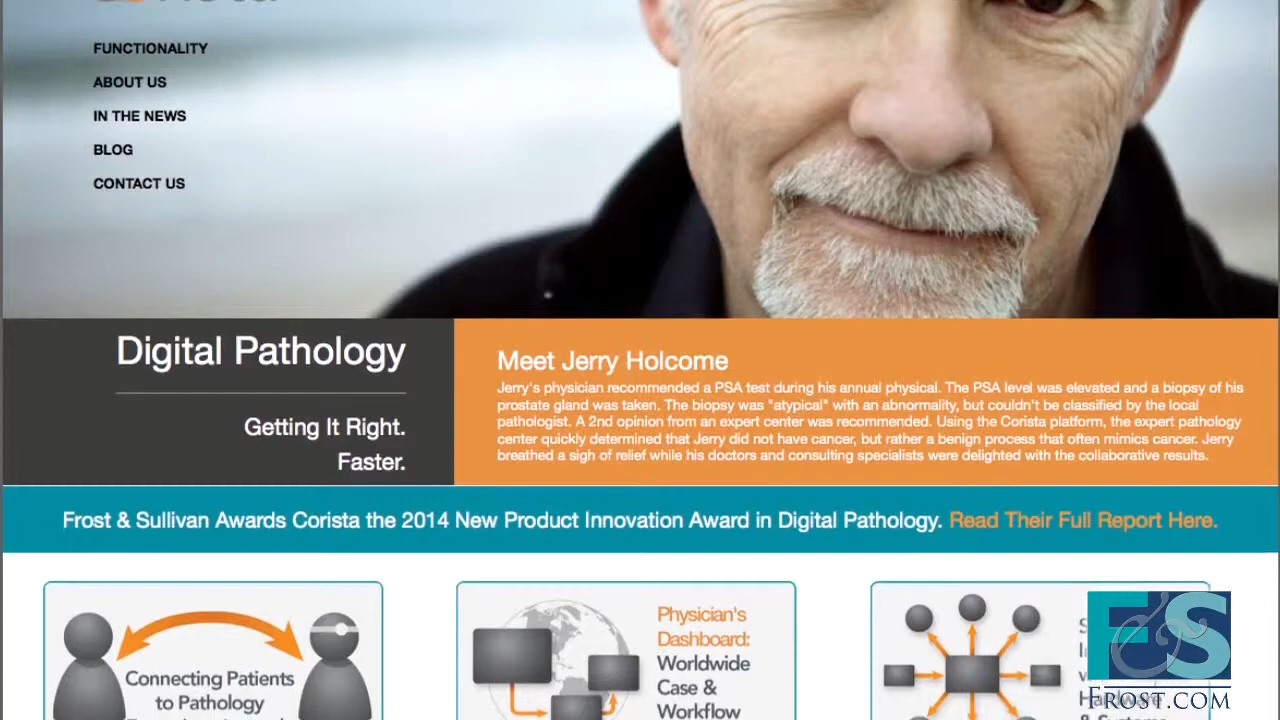 FUNCTIONALITY
ABOUT US
IN THE NEWS
BLOG
CONTACT US
Digital Pathology
Getting It Right.
Faster.
Meet Jerry Holcome
Jerry's physician recommended a PSA test during his annual physical. The PSA level was elevated and a biopsy of his
prostate gland was taken. The biopsy was "atypical" with an abnormality, but couldn't be classified by the local
pathologist. A 2nd opinion from an expert center was recommended. Using the Corista platform, the expert pathology
center quickly determined that Jerry did not have cancer, but rather a benign process that often mimics cancer. Jerry
breathed a sigh of relief while his doctors and consulting specialists were delighted with the collaborative results.
Frost & Sullivan Awards Corista the 2014 New Product Innovation Award in Digital Pathology. Read Their Full Report Here.
Connecting Patients
to Pathology
Physician's
Dashboard:
Worldwide
Case &
Workflow
F&S
FROST.COM